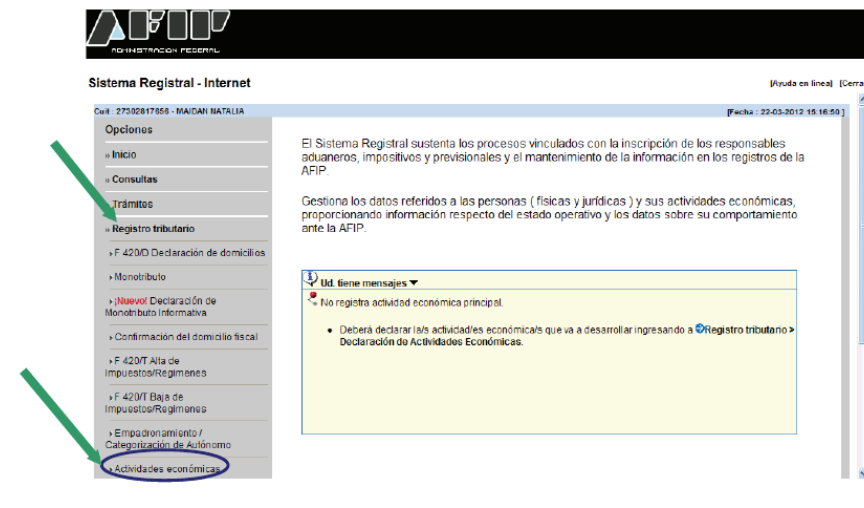 AFIP
ADMINISTRACION FEDERAL
Sistema Registral - Internet
[Ayuda en línea] [Cerra
Cuit : 27302817656 - MAIDAN NATALIA
[Fecha : 22-03-2012 15:16:50 ]
Opciones
» Inicio
» Consultas
Trámites
» Registro tributario
› F 420/D Declaración de domicilios
› Monotributo
› ¡Nuevo! Declaración de
Monotributo Informativa
› Confirmación del domicilio fiscal
› F 420/T Alta de
Impuestos/Regimenes
› F 420/T Baja de
Impuestos/Regimenes
› Empadronamiento /
Categorización de Autónomo
› Actividades económicas
El Sistema Registral sustenta los procesos vinculados con la inscripción de los responsables
aduaneros, impositivos y previsionales y el mantenimiento de la información en los registros de la
AFIP.
Gestiona los datos referidos a las personas ( físicas y jurídicas ) y sus actividades económicas,
proporcionando información respecto del estado operativo y los datos sobre su comportamiento
ante la AFIP.
Ud. tiene mensajes ▼
No registra actividad económica principal.
• Deberá declarar la/s actividad/es económica/s que va a desarrollar ingresando a Registro tributario >
Declaración de Actividades Económicas.